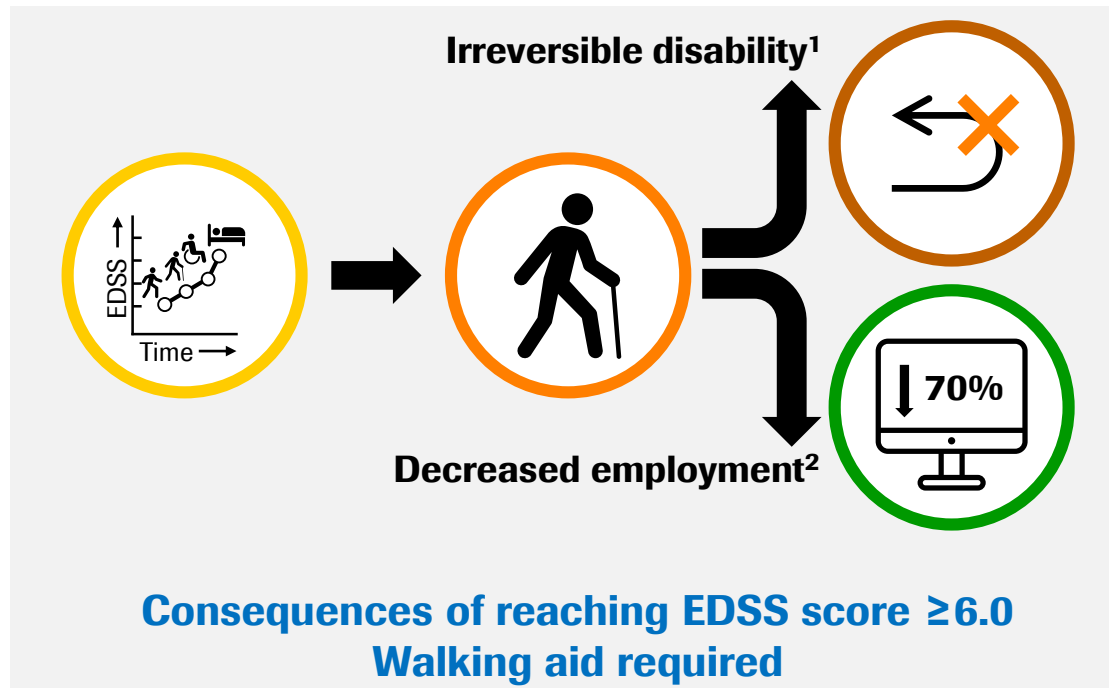 Irreversible disability¹
EDSS
Time
70%
Decreased employment²
Consequences of reaching EDSS score ≥6.0
Walking aid required